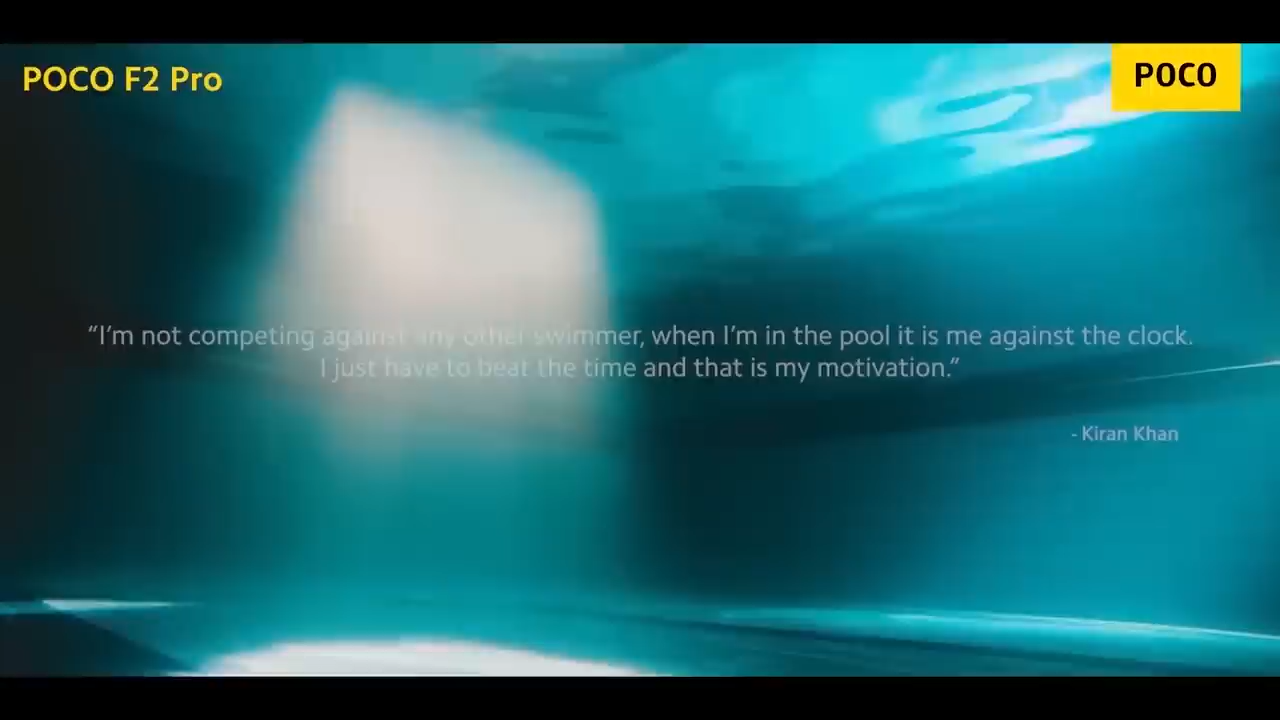 POCO F2 Pro
POCO
“I’m not competing against any other swimmer, when I’m in the pool it is me against the clock.
I just have to beat the time and that is my motivation.”
- Kiran Khan